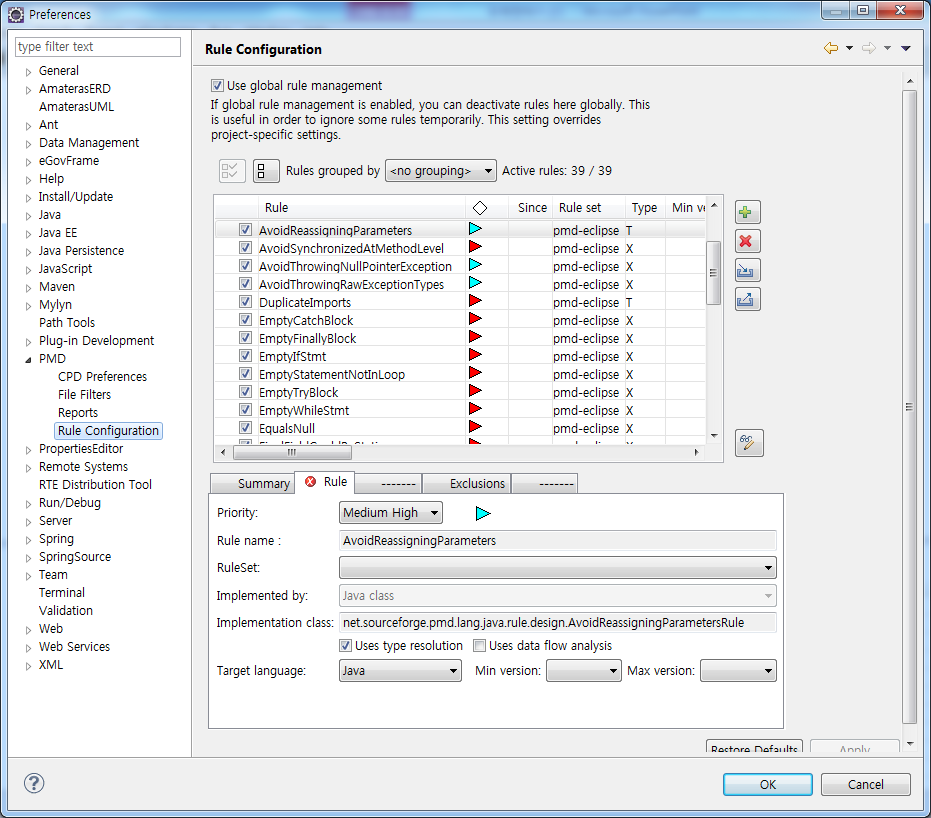 Preferences
type filter text
General
AmaterasERD
AmaterasUML
Ant
Data Management
eGovFrame
Help
Install/Update
Java
Java EE
Java Persistence
JavaScript
Maven
Mylyn
Path Tools
Plug-in Development
PMD
CPD Preferences
File Filters
Reports
Rule Configuration
PropertiesEditor
Remote Systems
RTE Distribution Tool
Run/Debug
Server
Spring
SpringSource
Team
Terminal
Validation
Web
Web Services
XML
Rule Configuration
Use global rule management
If global rule management is enabled, you can deactivate rules here globally. This
is useful in order to ignore some rules temporarily. This setting overrides
project-specific settings.
Rules grouped by <no grouping> Active rules: 39 / 39
Rule Since Rule set Type Min ve
AvoidReassigningParameters pmd-eclipse T
AvoidSynchronizedAtMethodLevel pmd-eclipse X
AvoidThrowingNullPointerException pmd-eclipse X
AvoidThrowingRawExceptionTypes pmd-eclipse X
DuplicateImports pmd-eclipse T
EmptyCatchBlock pmd-eclipse X
EmptyFinallyBlock pmd-eclipse X
EmptyIfStmt pmd-eclipse X
EmptyStatementNotInLoop pmd-eclipse X
EmptyTryBlock pmd-eclipse X
EmptyWhileStmt pmd-eclipse X
EqualsNull pmd-eclipse X
Summary Rule ------- Exclusions -------
Priority: Medium High
Rule name : AvoidReassigningParameters
RuleSet:
Implemented by: Java class
Implementation class: net.sourceforge.pmd.lang.java.rule.design.AvoidReassigningParametersRule
Uses type resolution Uses data flow analysis
Target language: Java Min version: Max version:
Restore Defaults Apply
OK Cancel